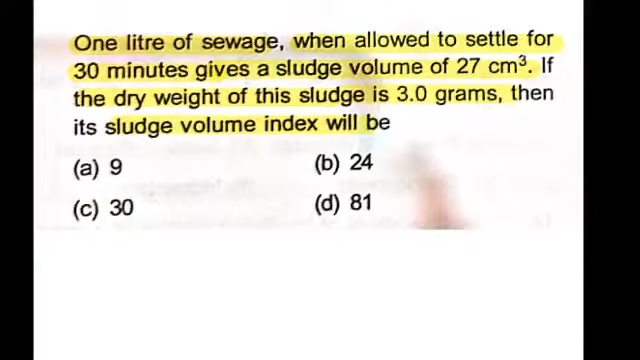 One litre of sewage, when allowed to settle for
30 minutes gives a sludge volume of 27 cm³. If
the dry weight of this sludge is 3.0 grams, then
its sludge volume index will be
(a) 9 (b) 24
(c) 30 (d) 81